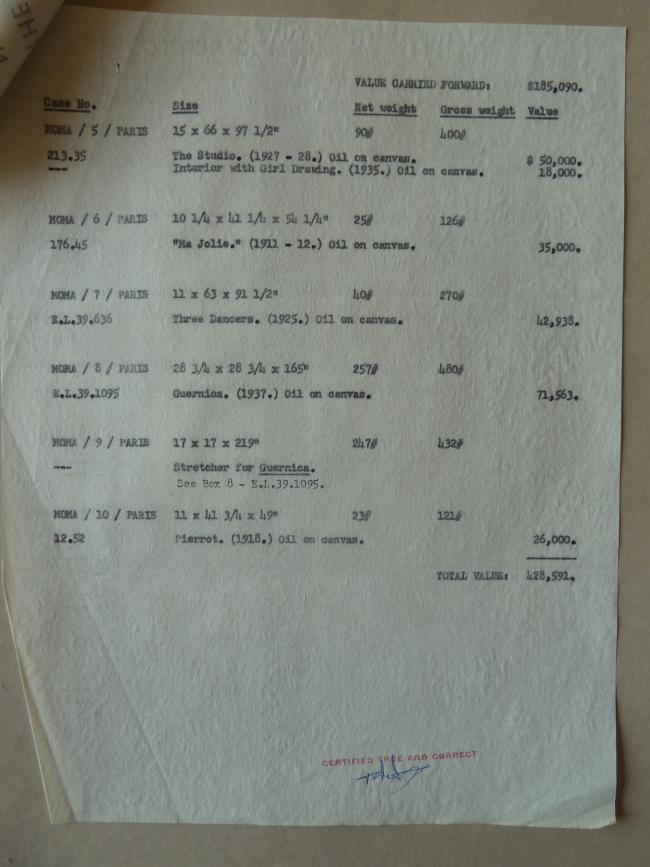 VALUE CARRIED FORWARD: $185,090.
Case No. Size Net weight Gross weight Value
MOMA / 5 / PARIS 15 x 66 x 97 1/2" 90# 400#
213.35 The Studio. (1927 - 28.) Oil on canvas. $ 50,000.
--- Interior with Girl Drawing. (1935.) Oil on canvas. 18,000.
MOMA / 6 / PARIS 10 1/4 x 41 1/4 x 54 1/4" 25# 126#
176.45 "Ma Jolie." (1911 - 12.) Oil on canvas. 35,000.
MOMA / 7 / PARIS 11 x 63 x 91 1/2" 40# 270#
E.L.39.636 Three Dancers. (1925.) Oil on canvas. 42,938.
MOMA / 8 / PARIS 28 3/4 x 28 3/4 x 165" 257# 480#
E.L.39.1095 Guernica. (1937.) Oil on canvas. 71,563.
MOMA / 9 / PARIS 17 x 17 x 219" 247# 432#
--- Stretcher for Guernica.
See Box 8 - E.L.39.1095.
MOMA / 10 / PARIS 11 x 41 3/4 x 49" 23# 121#
12.52 Pierrot. (1918.) Oil on canvas. 26,000.
TOTAL VALUE: 428,591.
CERTIFIED TRUE AND CORRECT